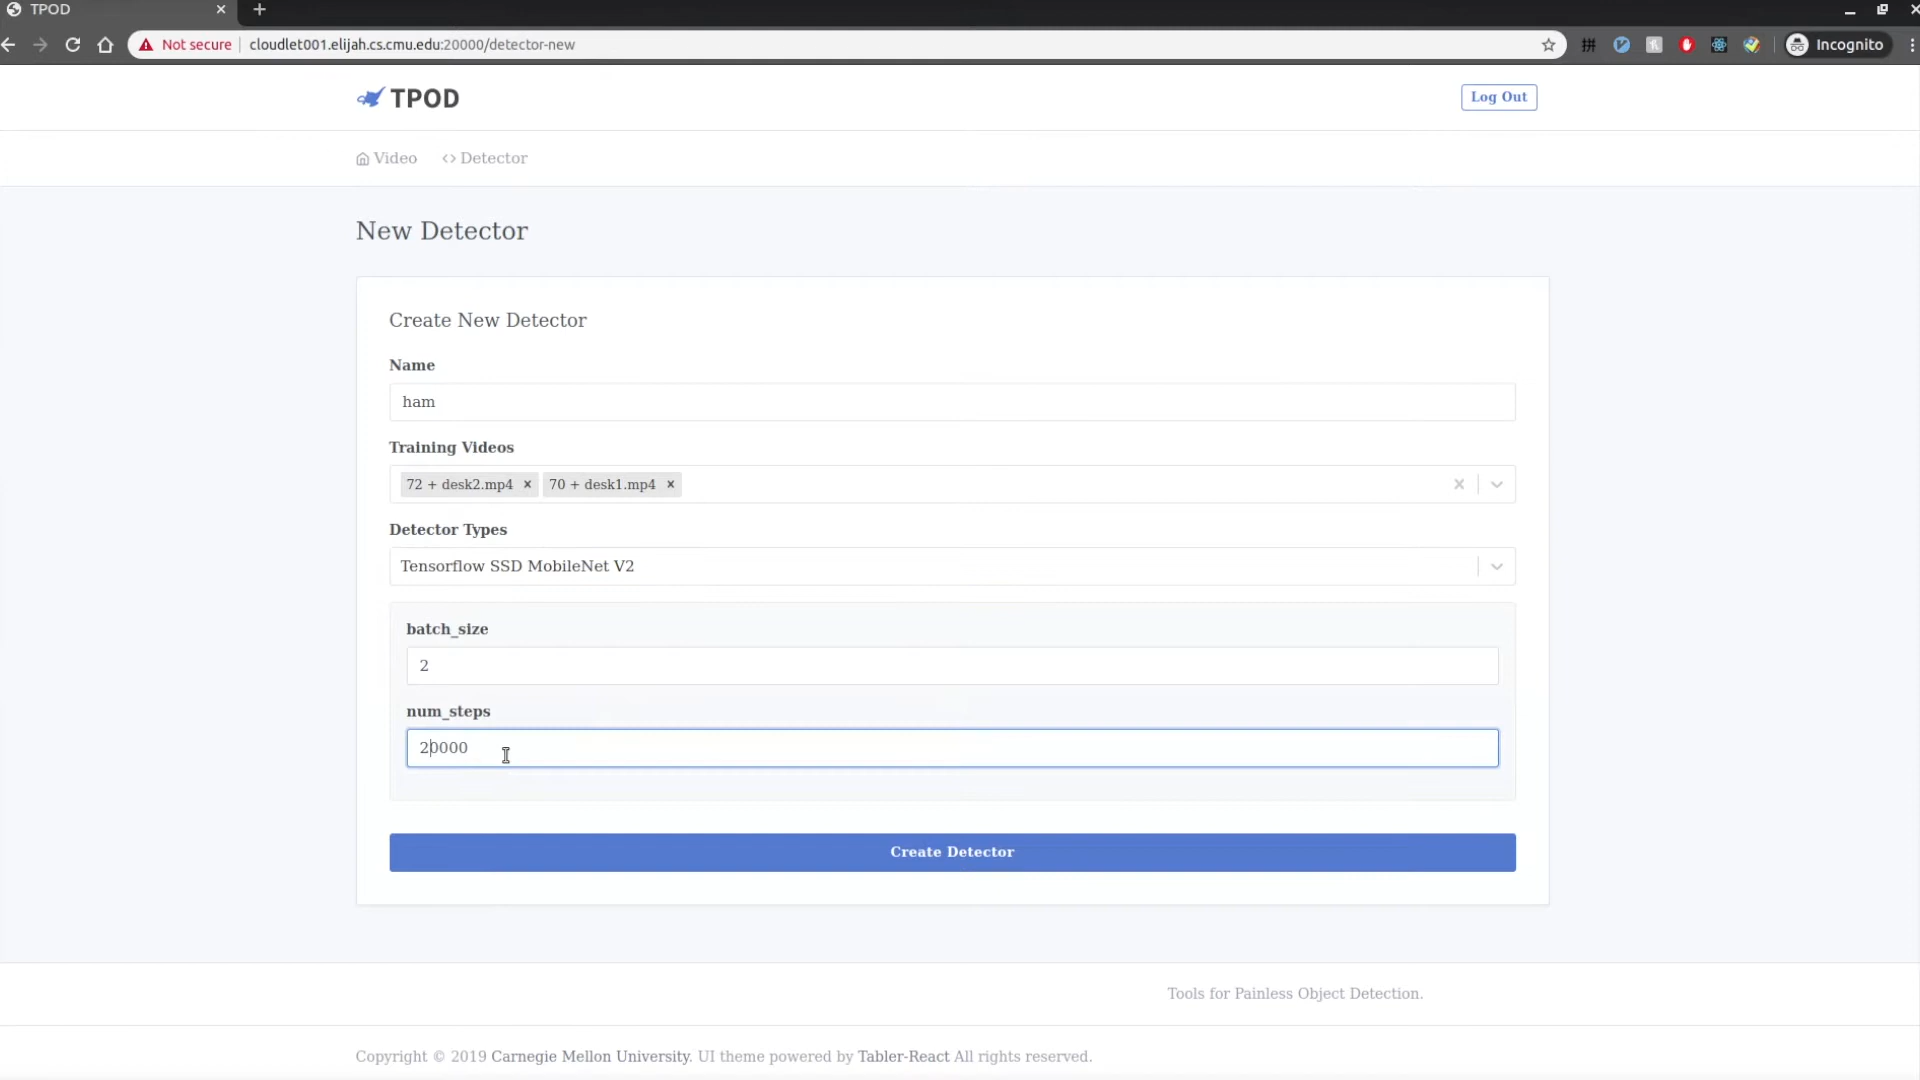 TPOD
Not secure cloudlet001.elijah.cs.cmu.edu:20000/detector-new Incognito
TPOD Log Out
Video <> Detector
New Detector
Create New Detector
Name
ham
Training Videos
72 + desk2.mp4 × 70 + desk1.mp4 ×
Detector Types
Tensorflow SSD MobileNet V2
batch_size
2
num_steps
20000
Create Detector
Tools for Painless Object Detection.
Copyright © 2019 Carnegie Mellon University. UI theme powered by Tabler-React All rights reserved.